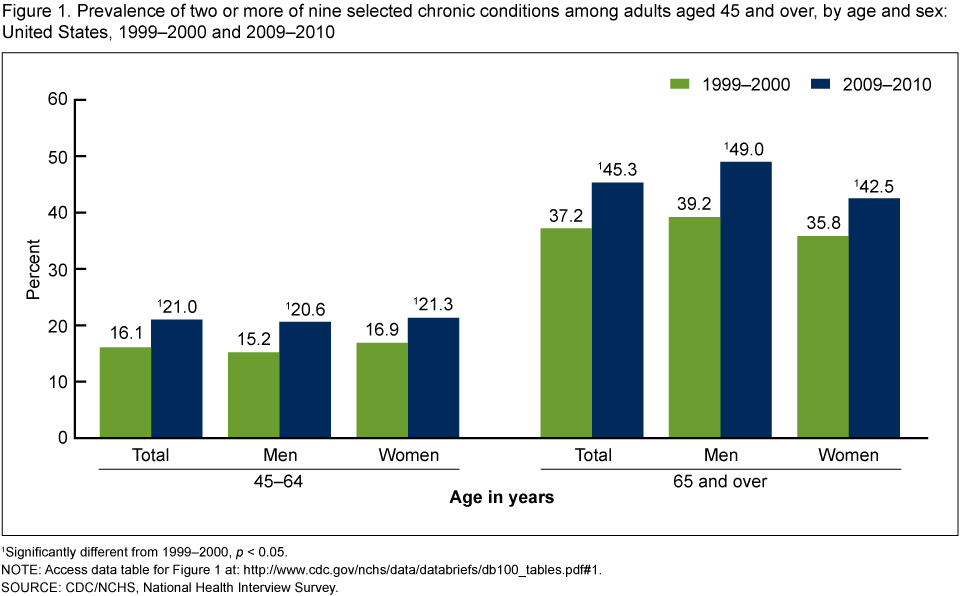 Figure 1. Prevalence of two or more of nine selected chronic conditions among adults aged 45 and over, by age and sex:
United States, 1999–2000 and 2009–2010
1999–2000 2009–2010
Percent
60
50
40
30
20
10
0
16.1 ¹21.0
15.2 ¹20.6
16.9 ¹21.3
37.2 ¹45.3
39.2 ¹49.0
35.8 ¹42.5
Total Men Women Total Men Women
45–64 65 and over
Age in years
¹Significantly different from 1999–2000, p < 0.05.
NOTE: Access data table for Figure 1 at: http://www.cdc.gov/nchs/data/databriefs/db100_tables.pdf#1.
SOURCE: CDC/NCHS, National Health Interview Survey.